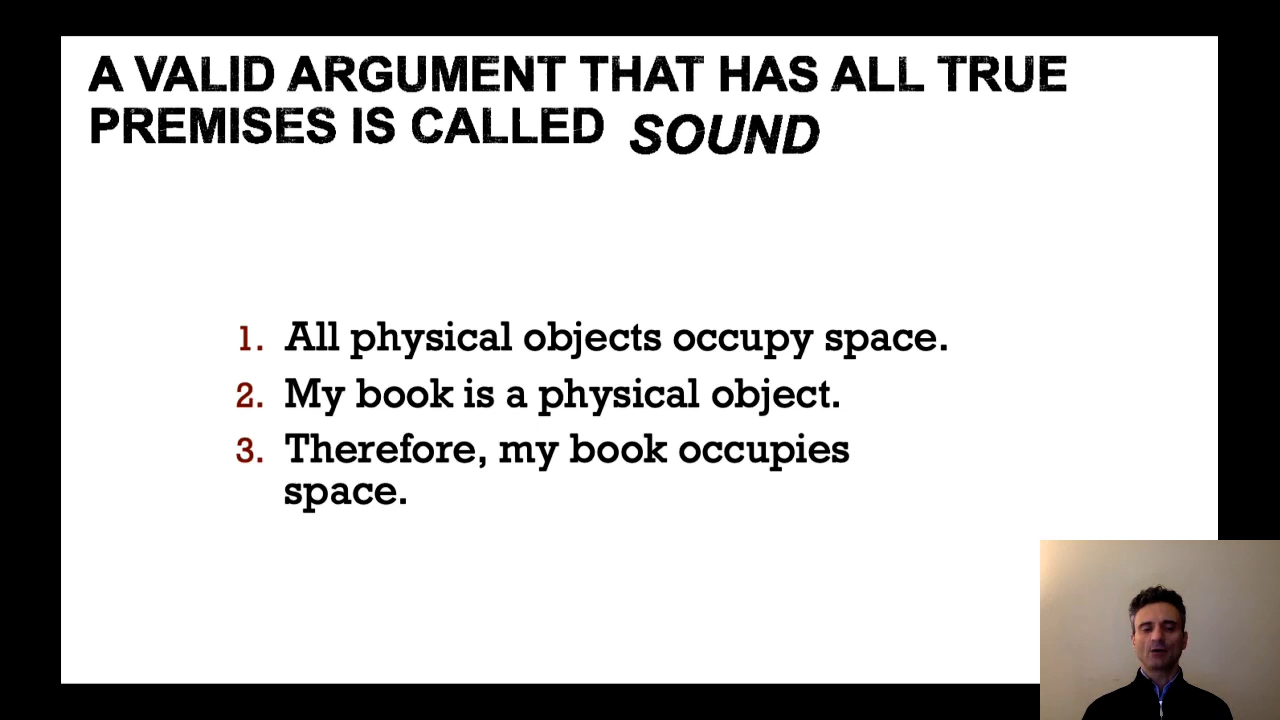 A VALID ARGUMENT THAT HAS ALL TRUE
PREMISES IS CALLED SOUND
1. All physical objects occupy space.
2. My book is a physical object.
3. Therefore, my book occupies
space.